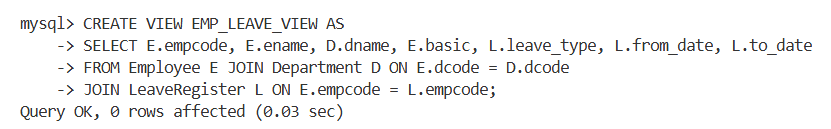 mysql> CREATE VIEW EMP_LEAVE_VIEW AS
-> SELECT E.empcode, E.ename, D.dname, E.basic, L.leave_type, L.from_date, L.to_date
-> FROM Employee E JOIN Department D ON E.dcode = D.dcode
-> JOIN LeaveRegister L ON E.empcode = L.empcode;
Query OK, 0 rows affected (0.03 sec)